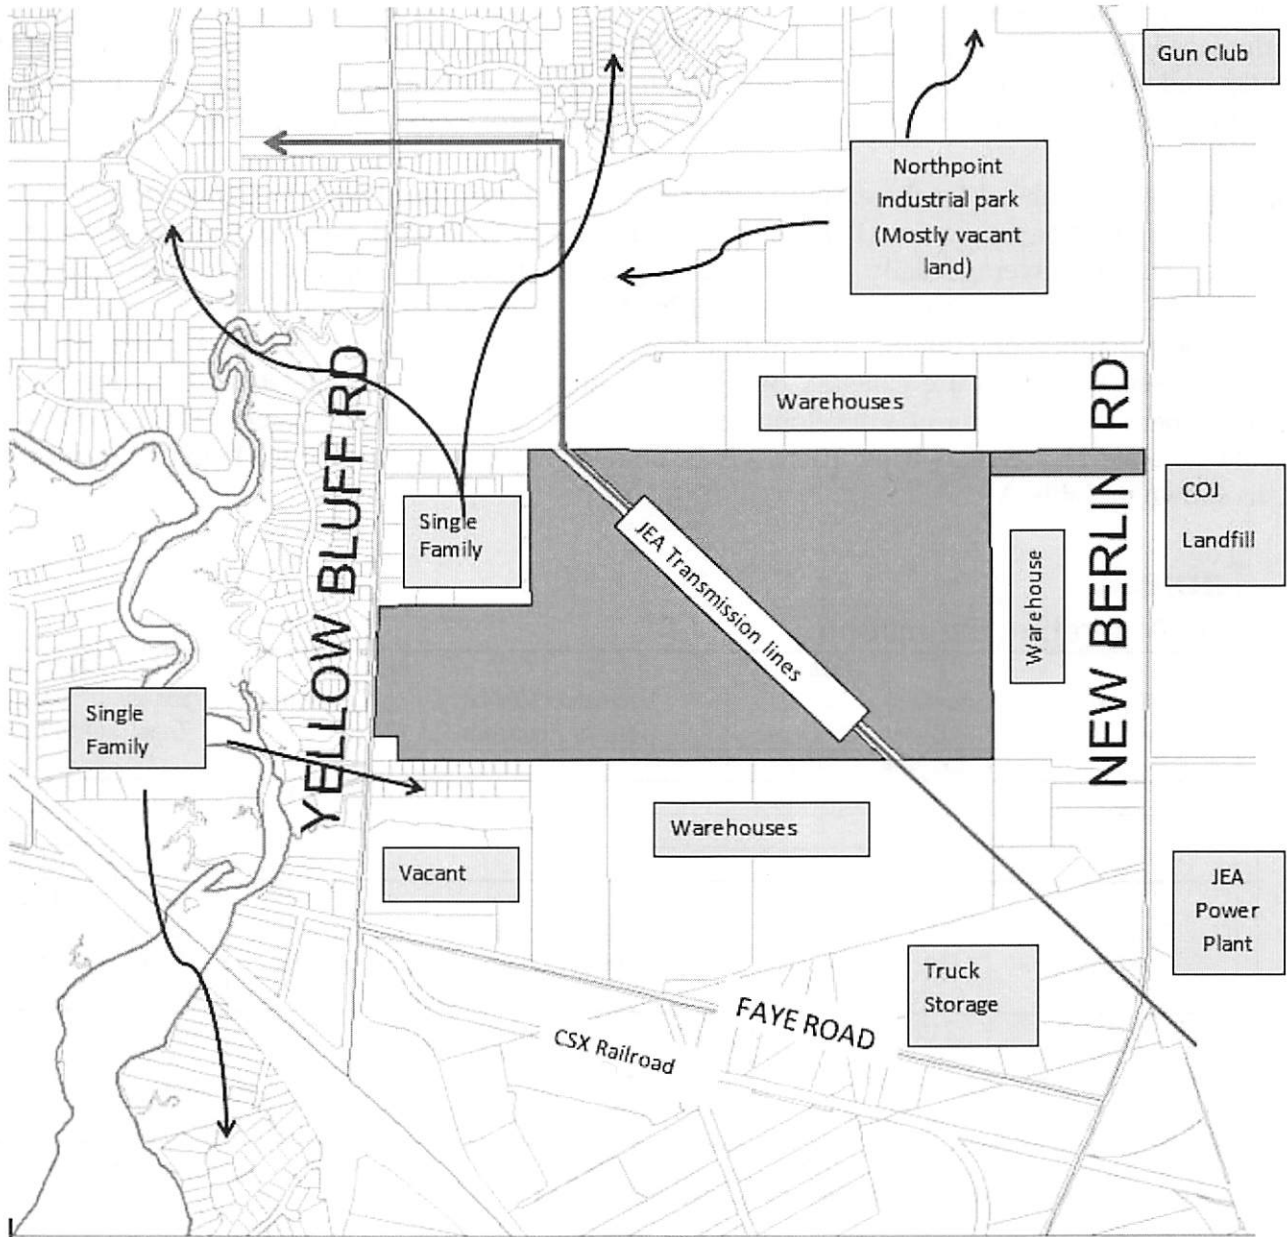 Gun Club
Northpoint
Industrial park
(Mostly vacant
land)
Warehouses
YELLOW BLUFF RD
NEW BERLIN RD
COJ
Landfill
Single
Family
JEA Transmission lines
Warehouse
Single
Family
Warehouses
Vacant
JEA
Power
Plant
Truck
Storage
FAYE ROAD
CSX Railroad